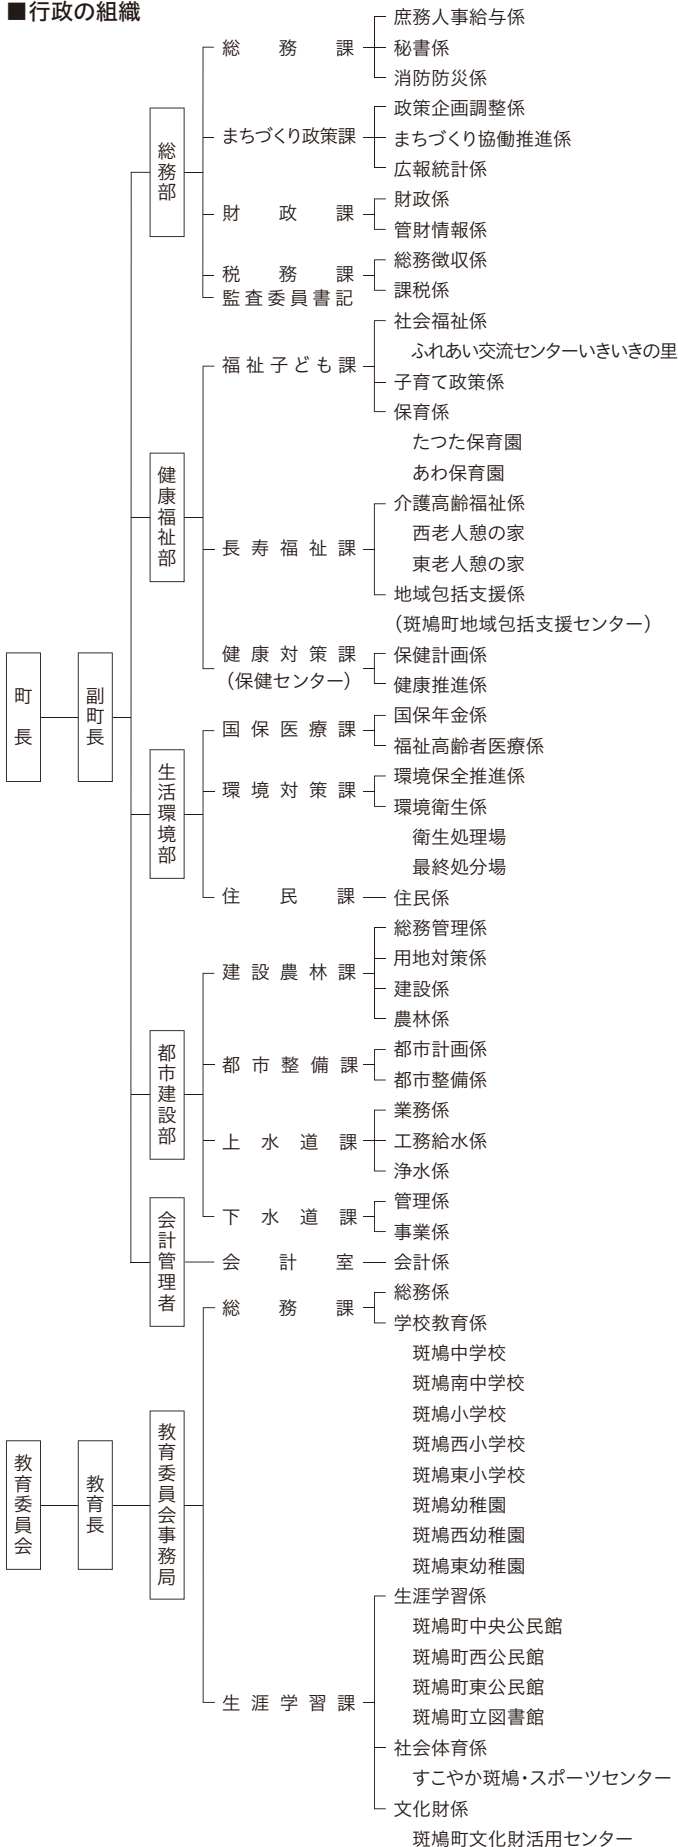 ■行政の組織
町長
副町長
総務部
総務課
庶務人事給与係
秘書係
消防防災係
まちづくり政策課
政策企画調整係
まちづくり協働推進係
広報統計係
財政課
財政係
管財情報係
税務課
総務徴収係
課税係
監査委員書記
健康福祉部
福祉子ども課
社会福祉係
ふれあい交流センターいきいきの里
子育て政策係
保育係
たつた保育園
あわ保育園
長寿福祉課
介護高齢福祉係
西老人憩の家
東老人憩の家
地域包括支援係
（斑鳩町地域包括支援センター）
健康対策課
（保健センター）
保健計画係
健康推進係
生活環境部
国保医療課
国保年金係
福祉高齢者医療係
環境対策課
環境保全推進係
環境衛生係
衛生処理場
最終処分場
住民課
住民係
都市建設部
建設農林課
総務管理係
用地対策係
建設係
農林係
都市整備課
都市計画係
都市整備係
上水道課
業務係
工務給水係
浄水係
下水道課
管理係
事業係
会計管理者
会計室
会計係
教育委員会
教育長
教育委員会事務局
総務課
総務係
学校教育係
斑鳩中学校
斑鳩南中学校
斑鳩小学校
斑鳩西小学校
斑鳩東小学校
斑鳩幼稚園
斑鳩西幼稚園
斑鳩東幼稚園
生涯学習課
生涯学習係
斑鳩町中央公民館
斑鳩町西公民館
斑鳩町東公民館
斑鳩町立図書館
社会体育係
すこやか斑鳩・スポーツセンター
文化財係
斑鳩町文化財活用センター